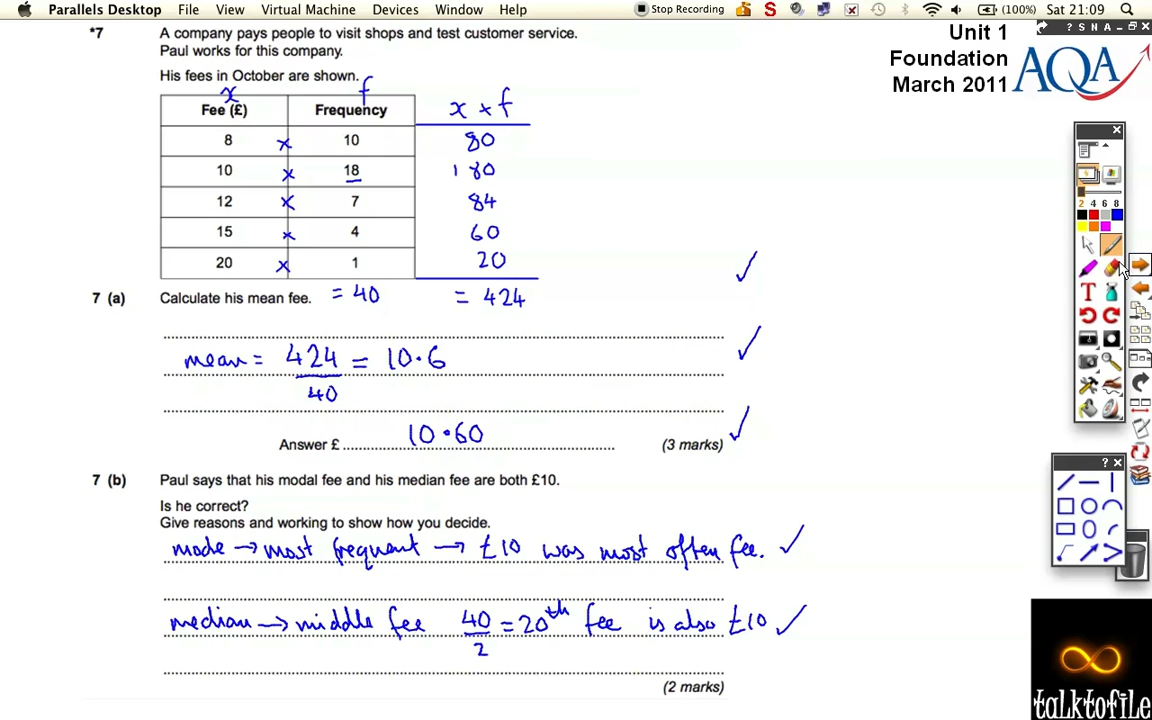 Parallels Desktop File View Virtual Machine Devices Window Help Stop Recording S (100%) Sat 21:09
? S N A
*7 A company pays people to visit shops and test customer service.
Paul works for this company.
His fees in October are shown.
Unit 1
Foundation
March 2011
AQA
x f
Fee (£) Frequency x × f
8 × 10 80
10 × 18 180
12 × 7 84
15 × 4 60
20 × 1 20
7 (a) Calculate his mean fee. = 40 = 424
mean = 424/40 = 10·6
Answer £ 10·60 (3 marks)
7 (b) Paul says that his modal fee and his median fee are both £10.
Is he correct?
Give reasons and working to show how you decide.
mode → most frequent → £10 was most often fee.
median → middle fee 40/2 = 20th fee is also £10
(2 marks)
2 4 6 8
T
?
talktofile